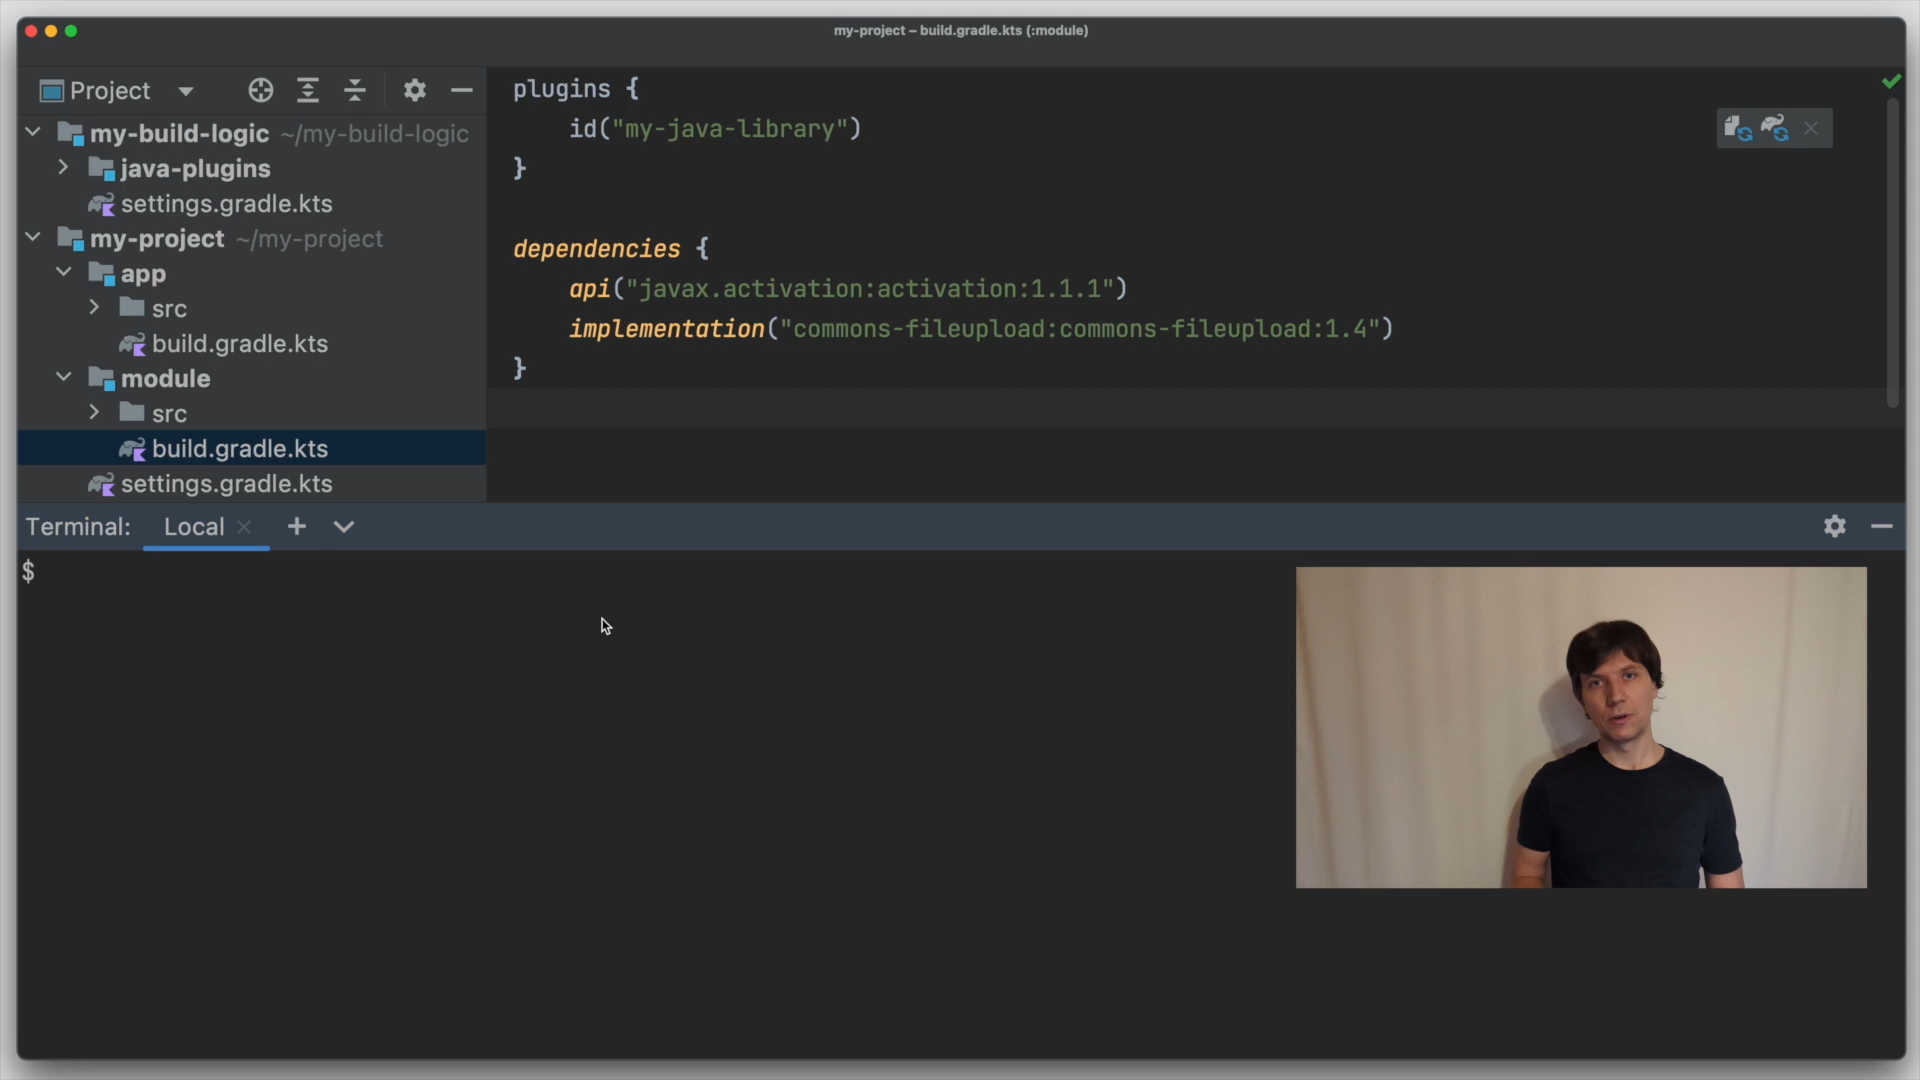 my-project – build.gradle.kts (:module)
Project
my-build-logic ~/my-build-logic
java-plugins
settings.gradle.kts
my-project ~/my-project
app
src
build.gradle.kts
module
src
build.gradle.kts
settings.gradle.kts
plugins {
id("my-java-library")
}
dependencies {
api("javax.activation:activation:1.1.1")
implementation("commons-fileupload:commons-fileupload:1.4")
}
Terminal: Local
$